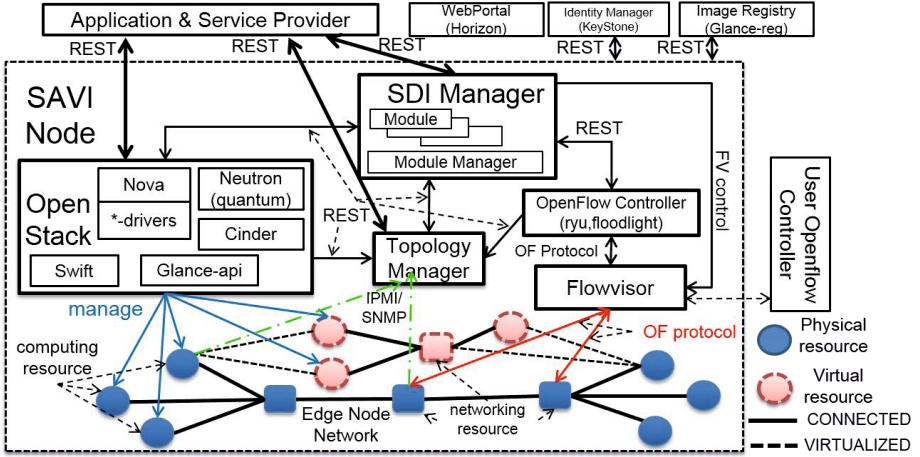 Application & Service Provider
WebPortal
(Horizon)
Identity Manager
(KeyStone)
Image Registry
(Glance-reg)
REST
REST
REST
REST
REST
SAVI
Node
SDI Manager
Module
Module Manager
REST
FV control
Open
Stack
Nova
*-drivers
Neutron
(quantum)
Cinder
Swift
Glance-api
REST
Topology
Manager
OpenFlow Controller
(ryu,floodlight)
OF Protocol
Flowvisor
User Openflow
Controller
manage
IPMI/
SNMP
OF protocol
computing
resource
Edge Node
Network
networking
resource
Physical
resource
Virtual
resource
CONNECTED
VIRTUALIZED